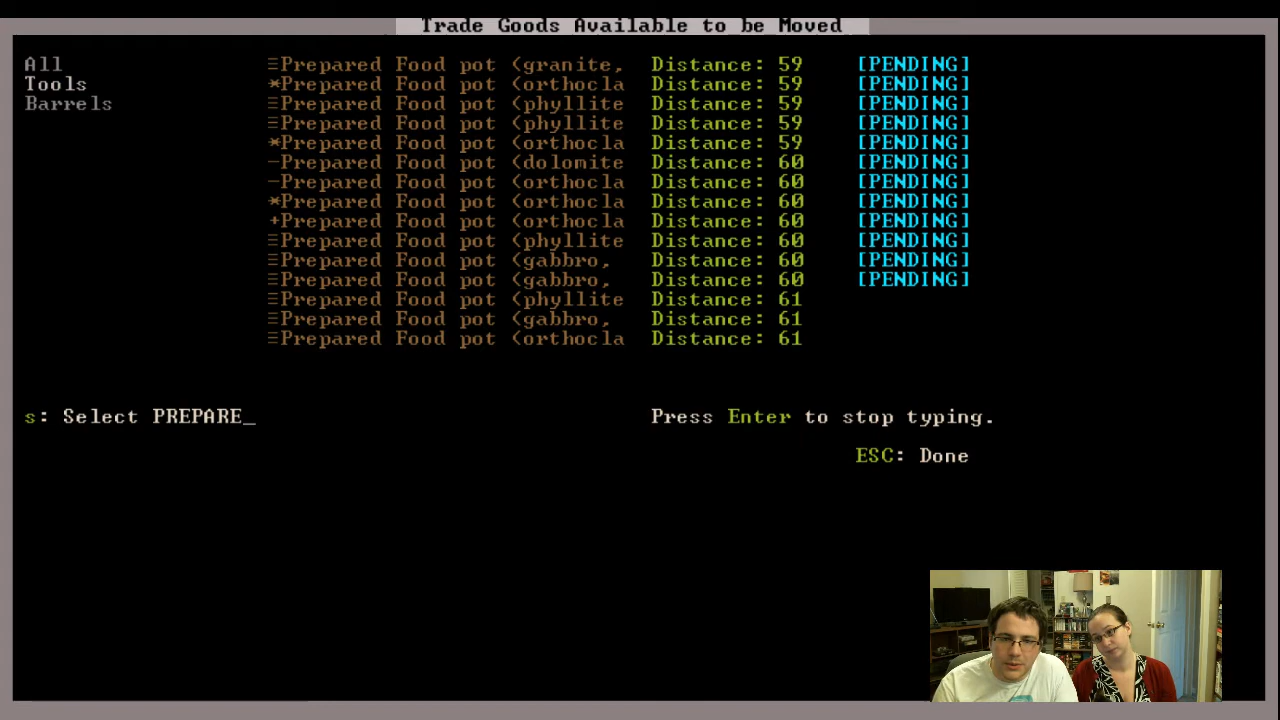 Trade Goods Available to be Moved
All ≡Prepared Food pot (granite, Distance: 59 [PENDING]
Tools *Prepared Food pot (orthocla Distance: 59 [PENDING]
Barrels ≡Prepared Food pot (phyllite Distance: 59 [PENDING]
≡Prepared Food pot (phyllite Distance: 59 [PENDING]
*Prepared Food pot (orthocla Distance: 59 [PENDING]
-Prepared Food pot (dolomite Distance: 60 [PENDING]
-Prepared Food pot (orthocla Distance: 60 [PENDING]
*Prepared Food pot (orthocla Distance: 60 [PENDING]
+Prepared Food pot (orthocla Distance: 60 [PENDING]
≡Prepared Food pot (phyllite Distance: 60 [PENDING]
≡Prepared Food pot (gabbro, Distance: 60 [PENDING]
≡Prepared Food pot (gabbro, Distance: 60 [PENDING]
≡Prepared Food pot (phyllite Distance: 61
≡Prepared Food pot (gabbro, Distance: 61
≡Prepared Food pot (orthocla Distance: 61
s: Select PREPARE_ Press Enter to stop typing.
ESC: Done